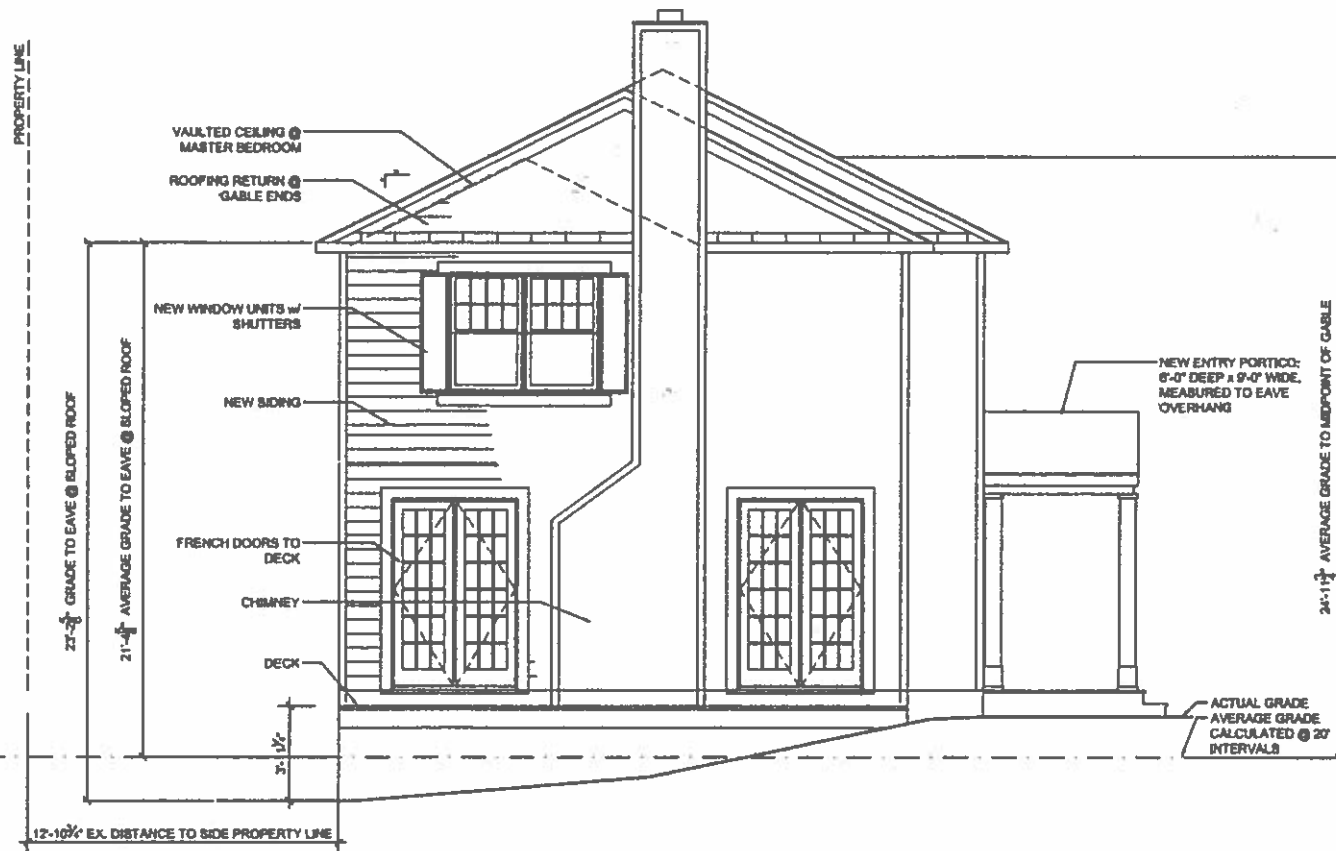 PROPERTY LINE
VAULTED CEILING @
MASTER BEDROOM
ROOFING RETURN @
GABLE ENDS
NEW WINDOW UNITS w/
SHUTTERS
NEW SIDING
FRENCH DOORS TO
DECK
CHIMNEY
DECK
GRADE TO EAVE @ SLOPED ROOF
AVERAGE GRADE TO EAVE @ SLOPED ROOF
12'-10¾" EX. DISTANCE TO SIDE PROPERTY LINE
NEW ENTRY PORTICO:
6'-0" DEEP x 9'-0" WIDE,
MEASURED TO EAVE
OVERHANG
AVERAGE GRADE TO MIDPOINT OF GABLE
ACTUAL GRADE
AVERAGE GRADE
CALCULATED @ 20'
INTERVALS